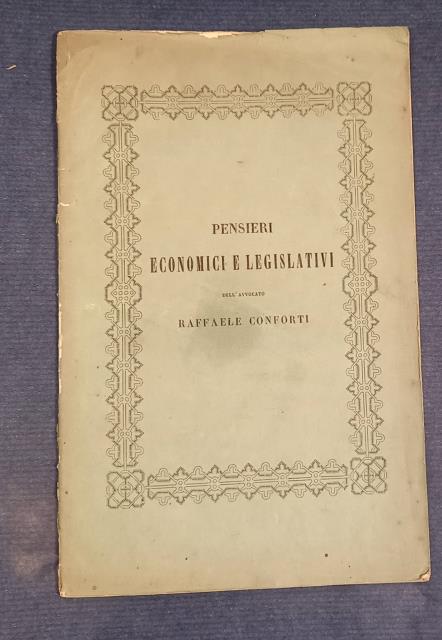 PENSIERI
ECONOMICI E LEGISLATIVI
DELL'AVVOCATO
RAFFAELE CONFORTI